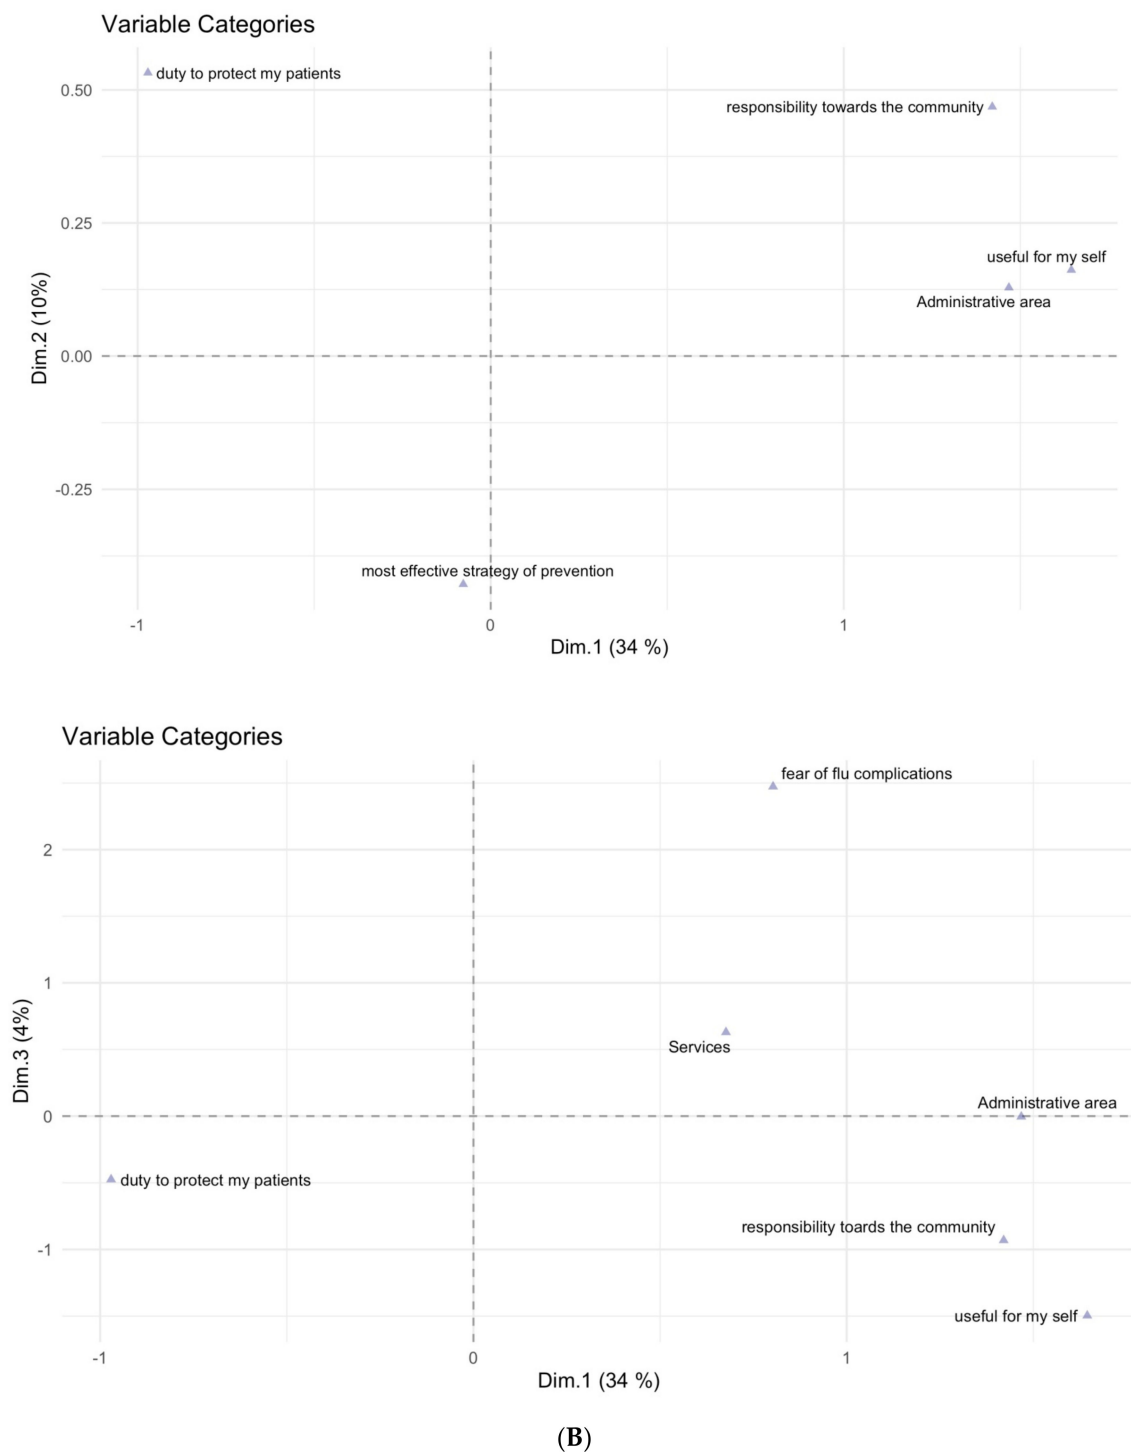 Variable Categories
duty to protect my patients
0.50
responsibility towards the community
0.25
useful for my self
Administrative area
Dim.2 (10%)
0.00
-0.25
most effective strategy of prevention
-1 0 1
Dim.1 (34 %)
Variable Categories
fear of flu complications
2
1
Services
Dim.3 (4%)
Administrative area
0
duty to protect my patients
responsibility toards the community
-1
useful for my self
-1 0 1
Dim.1 (34 %)
(B)